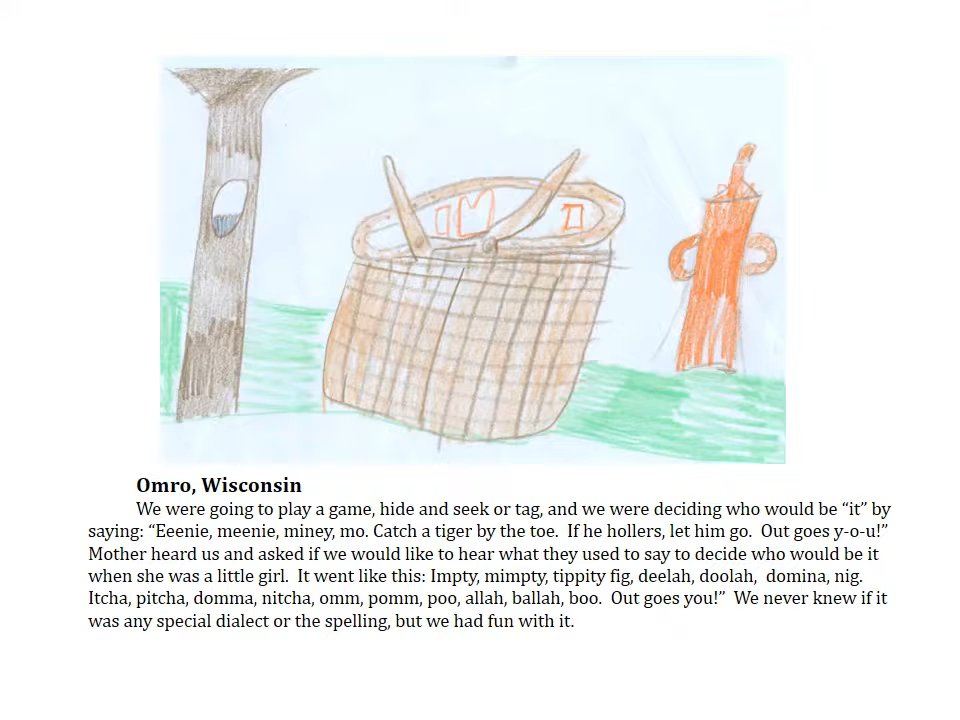 Omro, Wisconsin
We were going to play a game, hide and seek or tag, and we were deciding who would be “it” by
saying: “Eeenie, meenie, miney, mo. Catch a tiger by the toe.  If he hollers, let him go.  Out goes y-o-u!”
Mother heard us and asked if we would like to hear what they used to say to decide who would be it
when she was a little girl.  It went like this: Impty, mimpty, tippity fig, deelah, doolah,  domina, nig.
Itcha, pitcha, domma, nitcha, omm, pomm, poo, allah, ballah, boo.  Out goes you!”  We never knew if it
was any special dialect or the spelling, but we had fun with it.